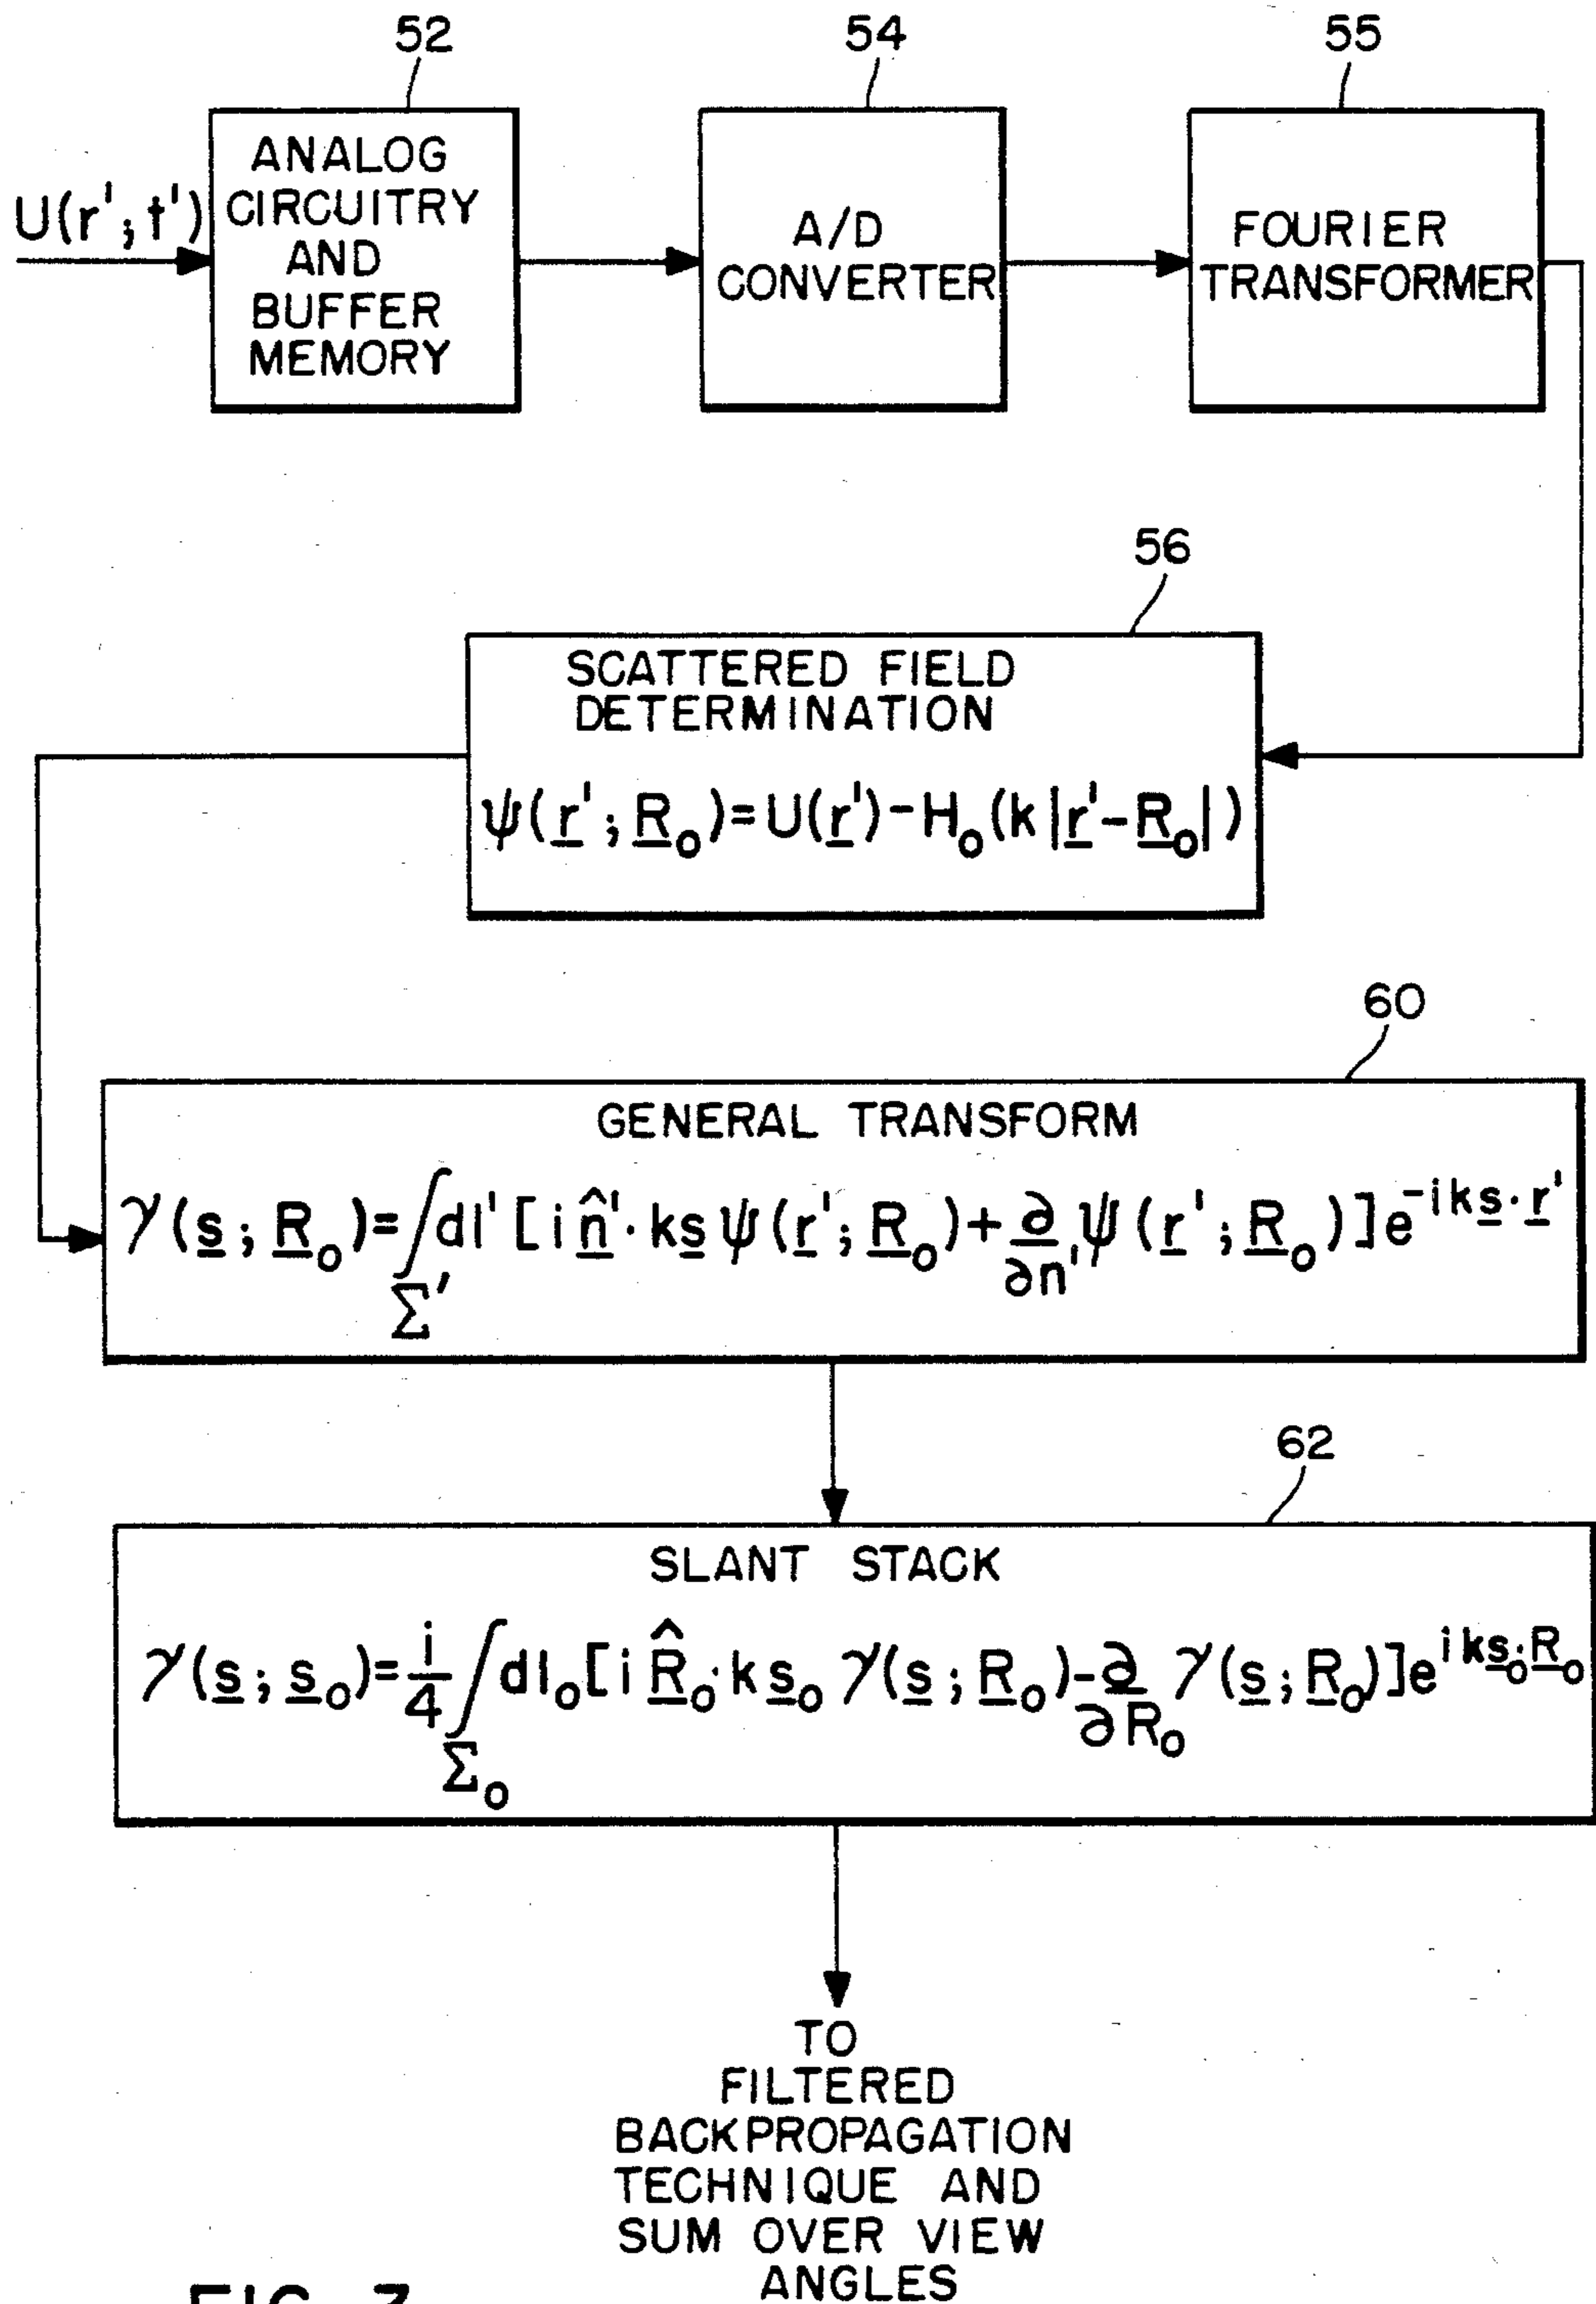 52
54
55
U(r';t')
ANALOG
CIRCUITRY
AND
BUFFER
MEMORY
A/D
CONVERTER
FOURIER
TRANSFORMER
56
SCATTERED FIELD
DETERMINATION
ψ(r';R₀)=U(r')-H₀(k|r'-R₀|)
60
GENERAL TRANSFORM
γ(s;R₀)=∫Σ' dl'[i n̂'·ks ψ(r';R₀)+∂/∂n' ψ(r';R₀)]e^-iks·r'
62
SLANT STACK
γ(s;s₀)=i/4∫Σ₀ dl₀[i R̂₀·ks₀ γ(s;R₀)-∂/∂R₀ γ(s;R₀)]e^iks₀·R₀
TO
FILTERED
BACKPROPAGATION
TECHNIQUE AND
SUM OVER VIEW
ANGLES